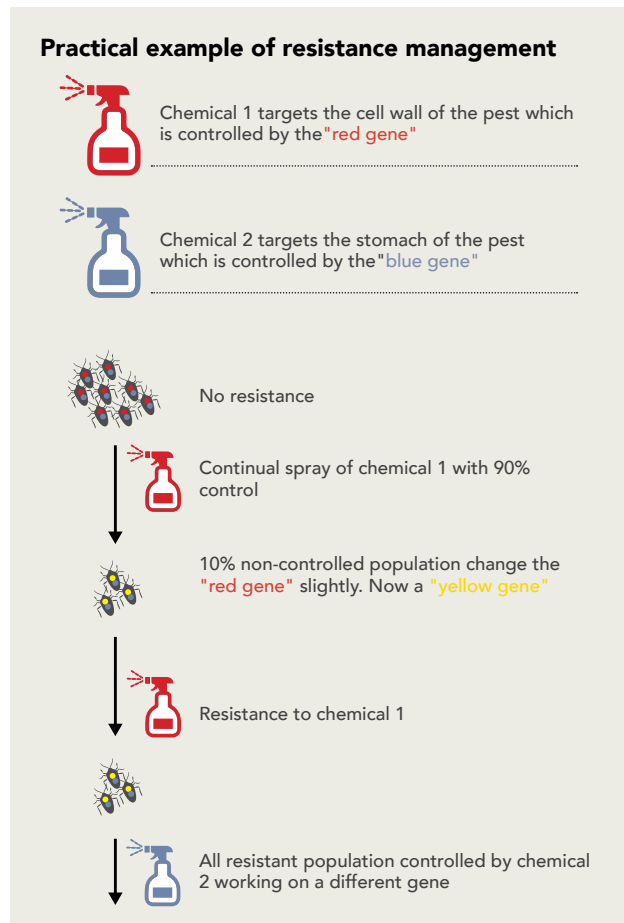 Practical example of resistance management
Chemical 1 targets the cell wall of the pest which
is controlled by the"red gene"
Chemical 2 targets the stomach of the pest
which is controlled by the"blue gene"
No resistance
Continual spray of chemical 1 with 90%
control
10% non-controlled population change the
"red gene" slightly. Now a "yellow gene"
Resistance to chemical 1
All resistant population controlled by chemical
2 working on a different gene